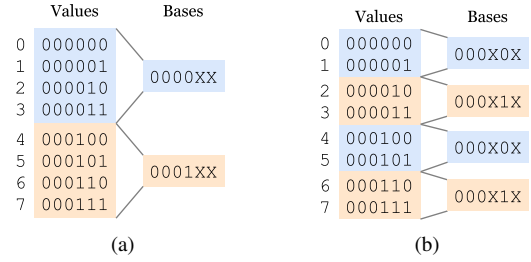 Values Bases
0 000000
1 000001
0000XX
2 000010
3 000011
4 000100
5 000101
0001XX
6 000110
7 000111
(a)
Values Bases
0 000000
000X0X
1 000001
2 000010
000X1X
3 000011
4 000100
000X0X
5 000101
6 000110
000X1X
7 000111
(b)